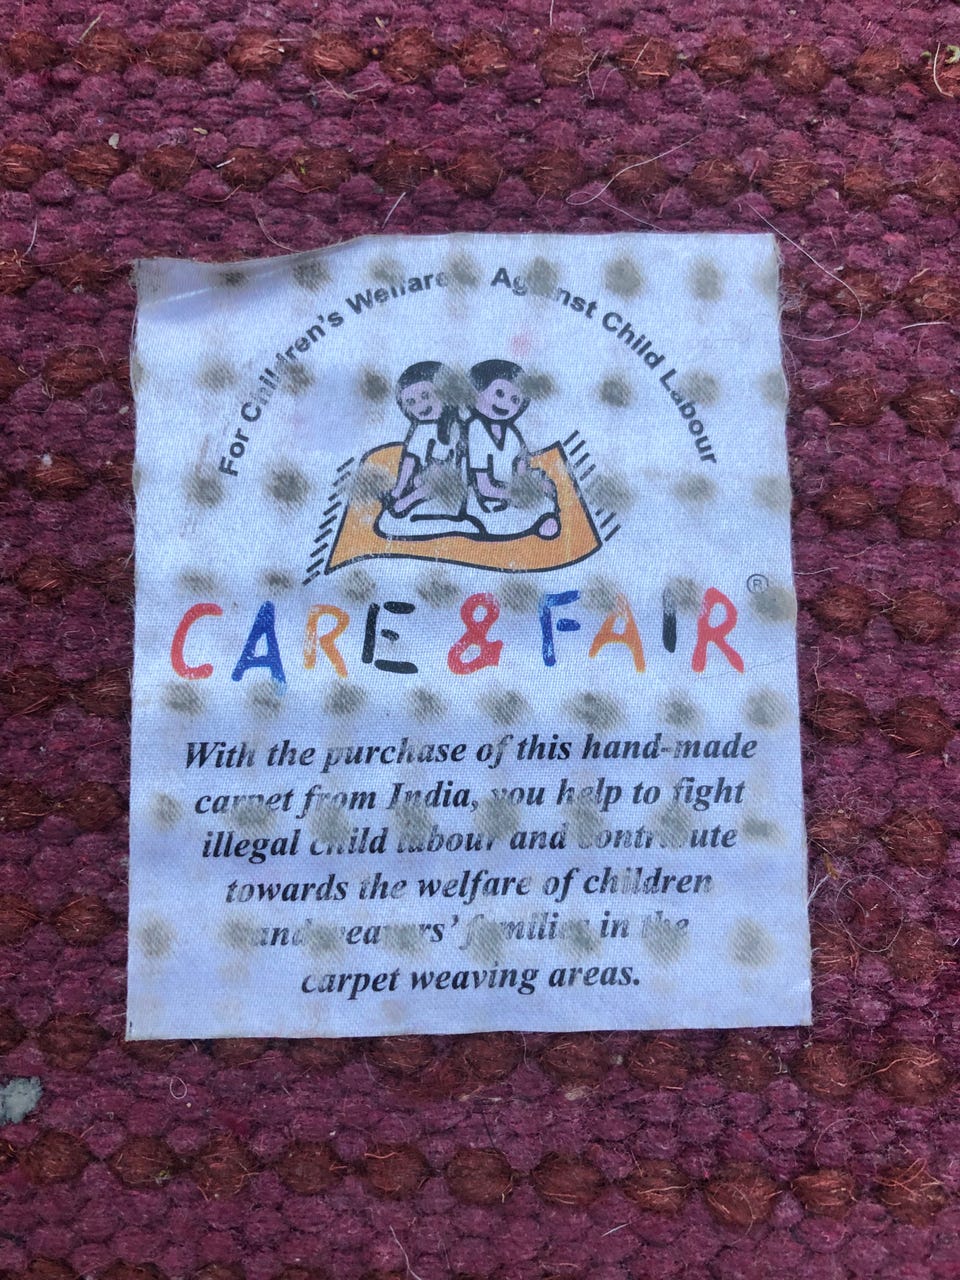 For Children's Welfare Against Child Labour
CARE & FAIR®
With the purchase of this hand-made
carpet from India, you help to fight
illegal child labour and contribute
towards the welfare of children
and weavers' families in the
carpet weaving areas.